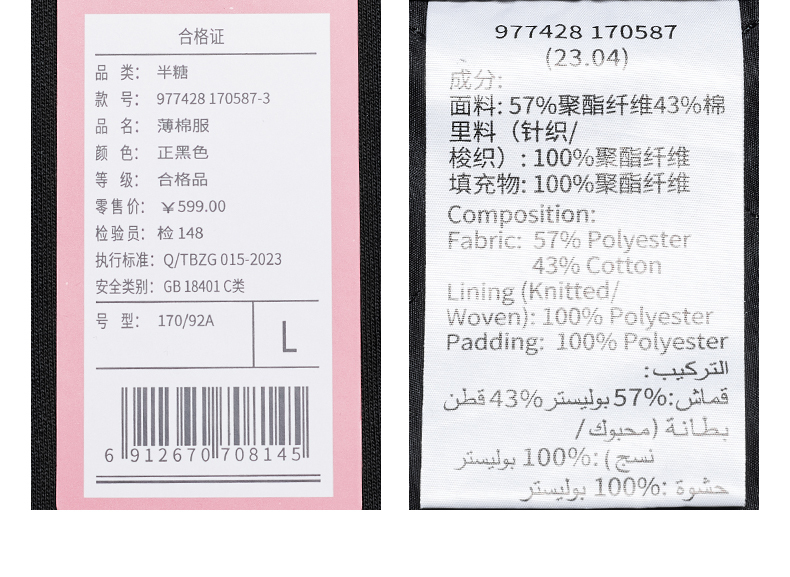 合格证
品 类： 半糖
款 号： 977428 170587-3
品 名： 薄棉服
颜 色： 正黑色
等 级： 合格品
零售价： ￥599.00
检验员： 检 148
执行标准： Q/TBZG 015-2023
安全类别： GB 18401 C类
号 型： 170/92A
L
6 912670 708145
977428 170587
(23.04)
成分:
面料: 57%聚酯纤维43%棉
里料（针织/
梭织）: 100%聚酯纤维
填充物: 100%聚酯纤维
Composition:
Fabric: 57% Polyester
43% Cotton
Lining (Knitted/
Woven): 100% Polyester
Padding: 100% Polyester
التركيب:
قماش:57% بوليستر 43% قطن
بطانة (محبوك/
نسج): 100% بوليستر
حشوة: 100% بوليستر